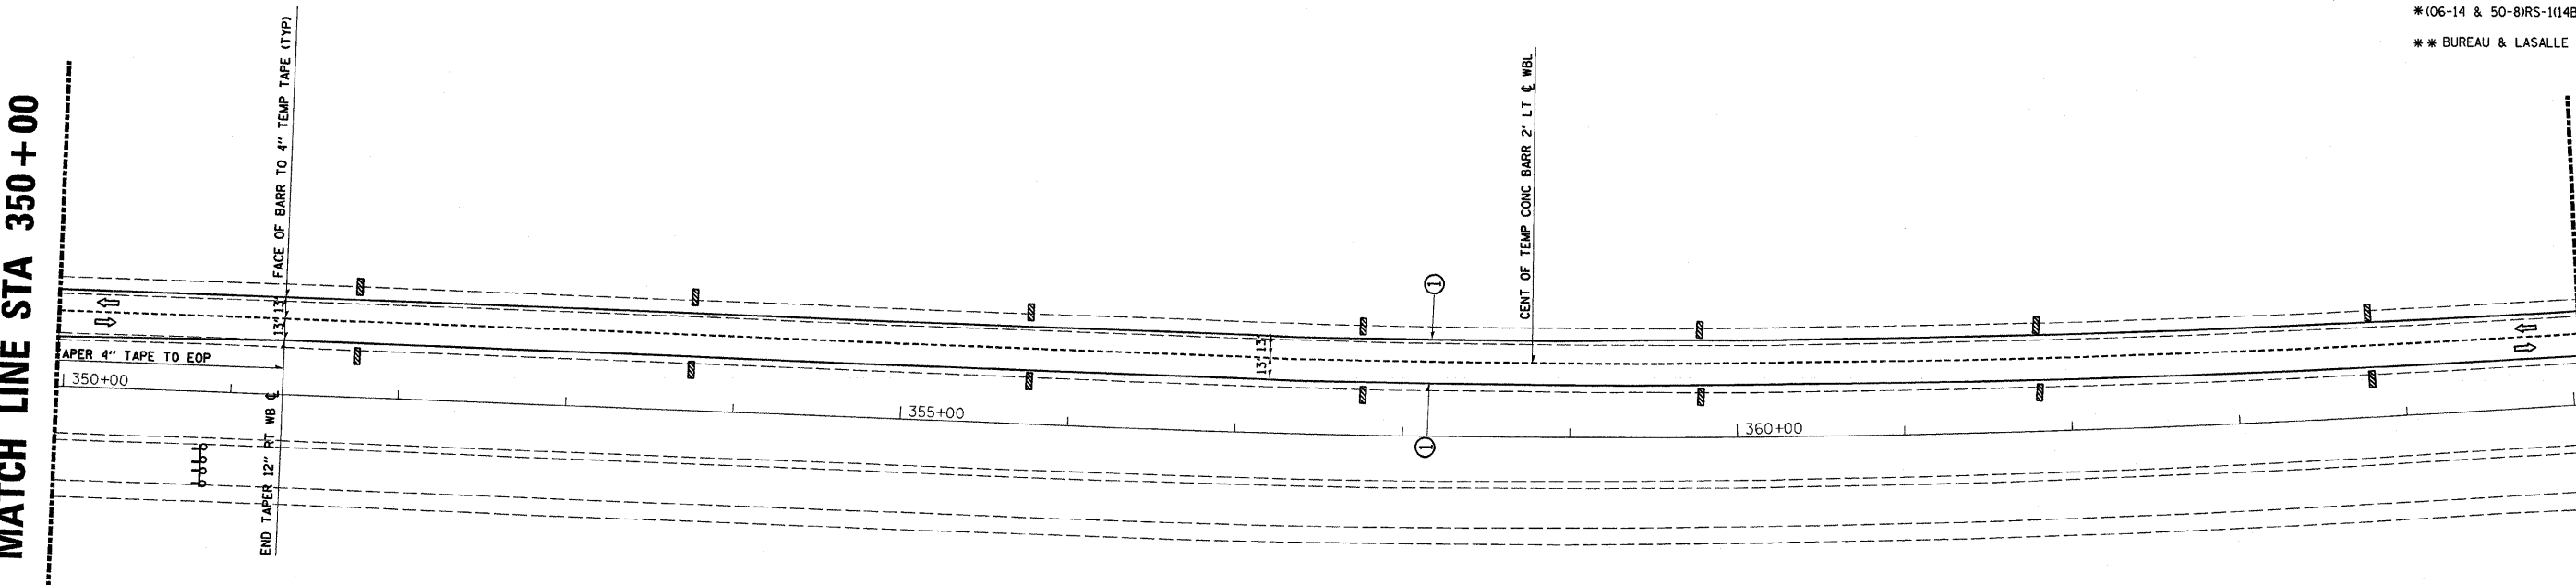 *(06-14 & 50-8)RS-1(14B
** BUREAU & LASALLE
MATCH LINE STA 350+00
FACE OF BARR TO 4" TEMP TAPE (TYP)
CENT OF TEMP CONC BARR 2' LT ℄ WBL
1
13' 13'
13' 13'
APER 4" TAPE TO EOP
350+00
355+00
360+00
1
END TAPER 12" RT WB ℄